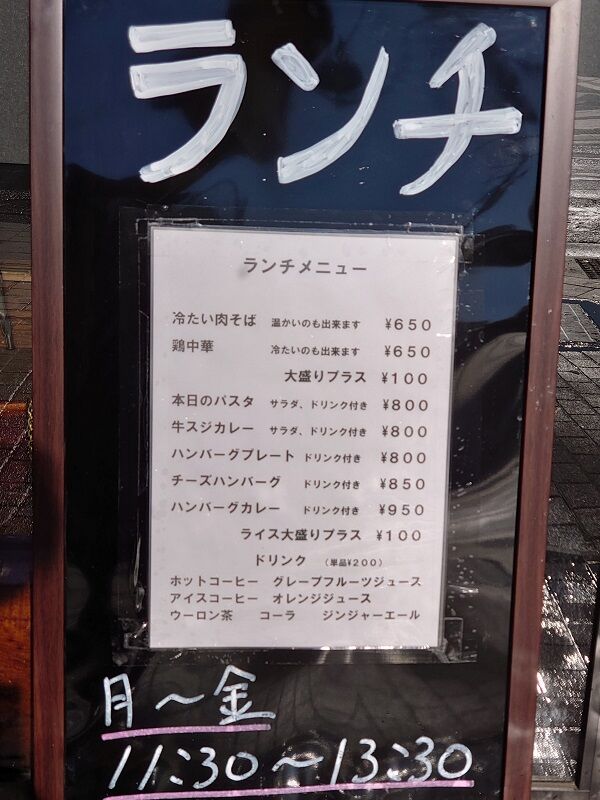 ランチ
ランチメニュー
冷たい肉そば 温かいのも出来ます ¥650
鶏中華 冷たいのも出来ます ¥650
大盛りプラス ¥100
本日のパスタ サラダ、ドリンク付き ¥800
牛スジカレー サラダ、ドリンク付き ¥800
ハンバーグプレート ドリンク付き ¥800
チーズハンバーグ ドリンク付き ¥850
ハンバーグカレー ドリンク付き ¥950
ライス大盛りプラス ¥100
ドリンク (単品¥200)
ホットコーヒー グレープフルーツジュース
アイスコーヒー オレンジジュース
ウーロン茶 コーラ ジンジャーエール
月〜金
11:30〜13:30